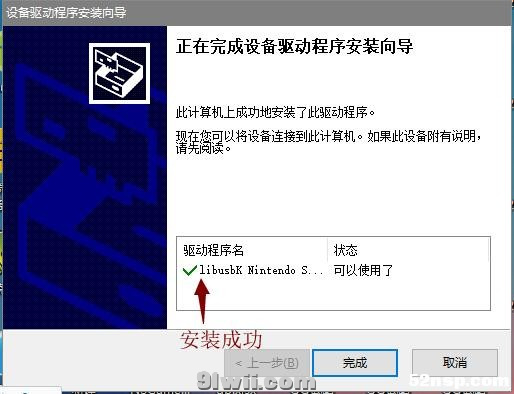 设备驱动程序安装向导
正在完成设备驱动程序安装向导
此计算机上成功地安装了此驱动程序。
现在您可以将设备连接到此计算机。如果此设备附有说明，
请先阅读。
驱动程序名 状态
libusbK Nintendo S... 可以使用了
安装成功
< 上一步(B) 完成 取消
91wii.com
52nsp.com